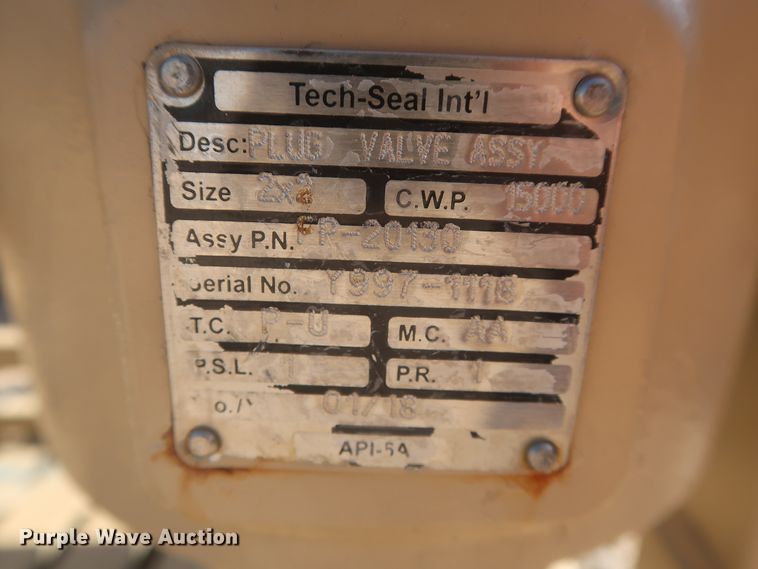 Tech-Seal Int'l
Desc: PLUG VALVE ASSY
Size 2x2 C.W.P. 15000
Assy P.N. FP-20130
Serial No. Y997-1118
T.C. P-U M.C. AA
P.S.L. 1 P.R. 1
01/18
API-6A
Purple Wave Auction